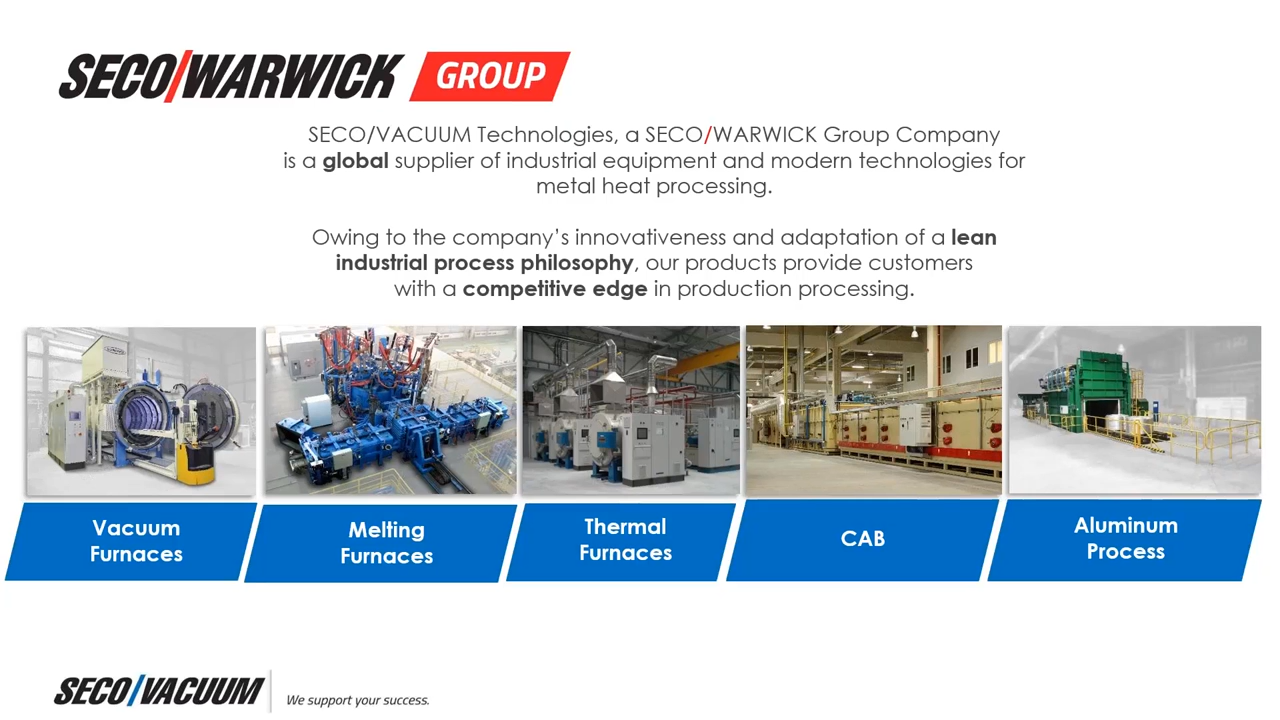 SECO/WARWICK GROUP
SECO/VACUUM Technologies, a SECO/WARWICK Group Company
is a global supplier of industrial equipment and modern technologies for
metal heat processing.
Owing to the company’s innovativeness and adaptation of a lean
industrial process philosophy, our products provide customers
with a competitive edge in production processing.
Vacuum
Furnaces
Melting
Furnaces
Thermal
Furnaces
CAB
Aluminum
Process
SECO/VACUUM
We support your success.